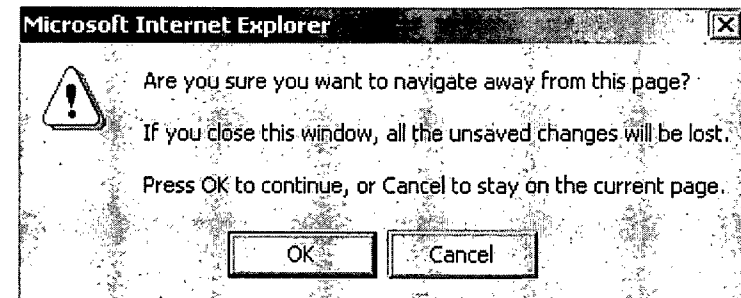 Microsoft Internet Explorer
Are you sure you want to navigate away from this page?
If you close this window, all the unsaved changes will be lost.
Press OK to continue, or Cancel to stay on the current page.
OK Cancel